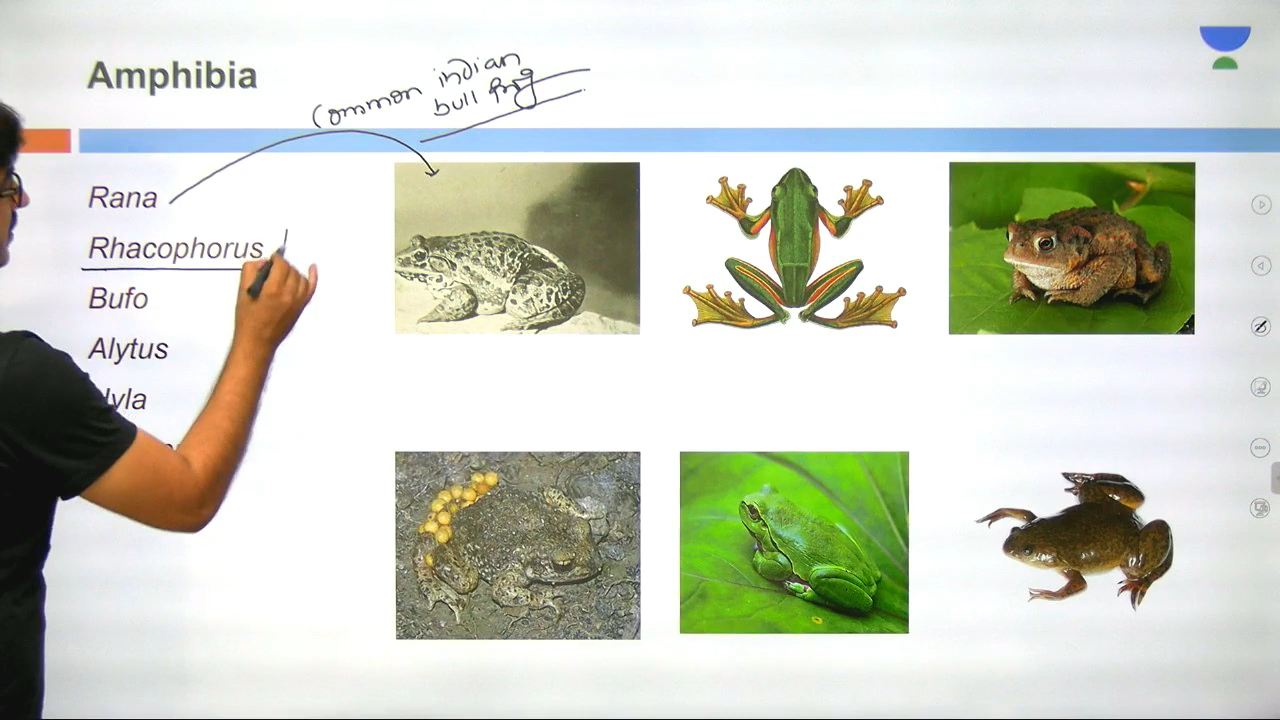 Amphibia
Common indian
bull frog
Rana
Rhacophorus
Bufo
Alytus